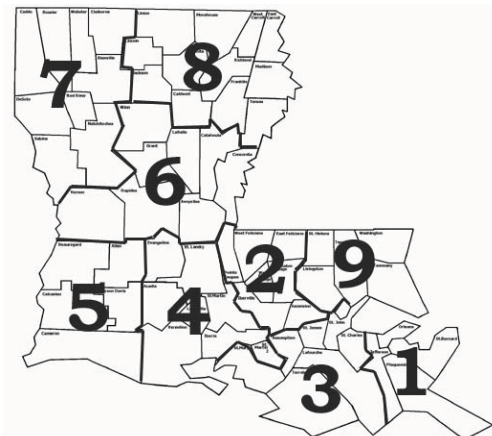 Caddo Bossier Webster Claiborne Union Morehouse West Carroll East Carroll
Lincoln
8
7
Bienville Jackson Richland Madison
Caldwell Franklin
DeSoto Red River Winn Tensas
Natchitoches LaSalle Catahoula
Sabine Grant Concordia
6
Vernon Rapides Avoyelles
West Feliciana East Feliciana St. Helena Washington
Beauregard Allen Evangeline St. Landry Pointe Coupee
2
9
Livingston
Calcasieu Jefferson Davis Acadia St. Martin Iberville
5
4
Ascension
Vermilion St. James St. John
Cameron Iberia Assumption St. Charles Orleans
Lafourche Jefferson St. Bernard
St. Martin Plaquemines
3
1
Terrebonne